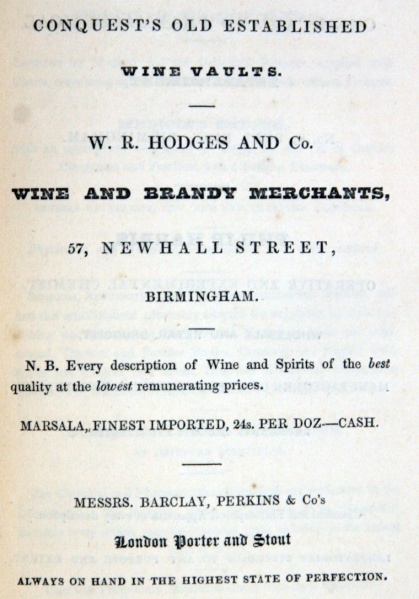 CONQUEST'S OLD ESTABLISHED
WINE VAULTS.
W. R. HODGES AND Co.
WINE AND BRANDY MERCHANTS,
57, NEWHALL STREET,
BIRMINGHAM.
N. B. Every description of Wine and Spirits of the best
quality at the lowest remunerating prices.
MARSALA, FINEST IMPORTED, 24s. PER DOZ—CASH.
MESSRS. BARCLAY, PERKINS & Co's
London Porter and Stout
ALWAYS ON HAND IN THE HIGHEST STATE OF PERFECTION.